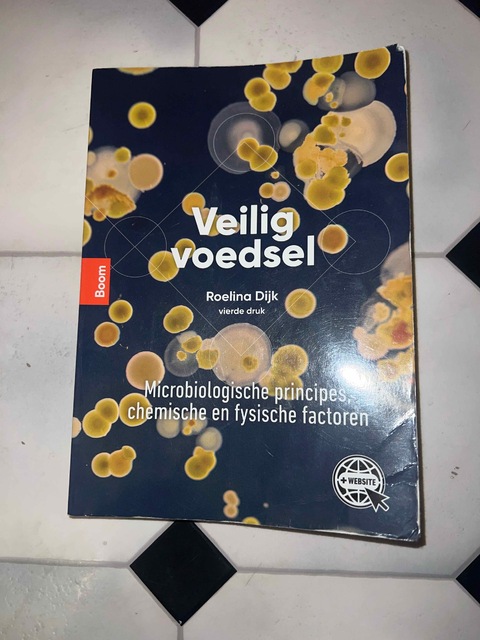 Veilig
voedsel
Roelina Dijk
vierde druk
Boom
Microbiologische principes,
chemische en fysische factoren
+ WEBSITE